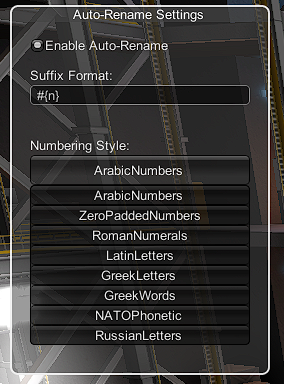 Auto-Rename Settings
Enable Auto-Rename
Suffix Format:
#{n}
Numbering Style:
ArabicNumbers
ArabicNumbers
ZeroPaddedNumbers
RomanNumerals
LatinLetters
GreekLetters
GreekWords
NATOPhonetic
RussianLetters